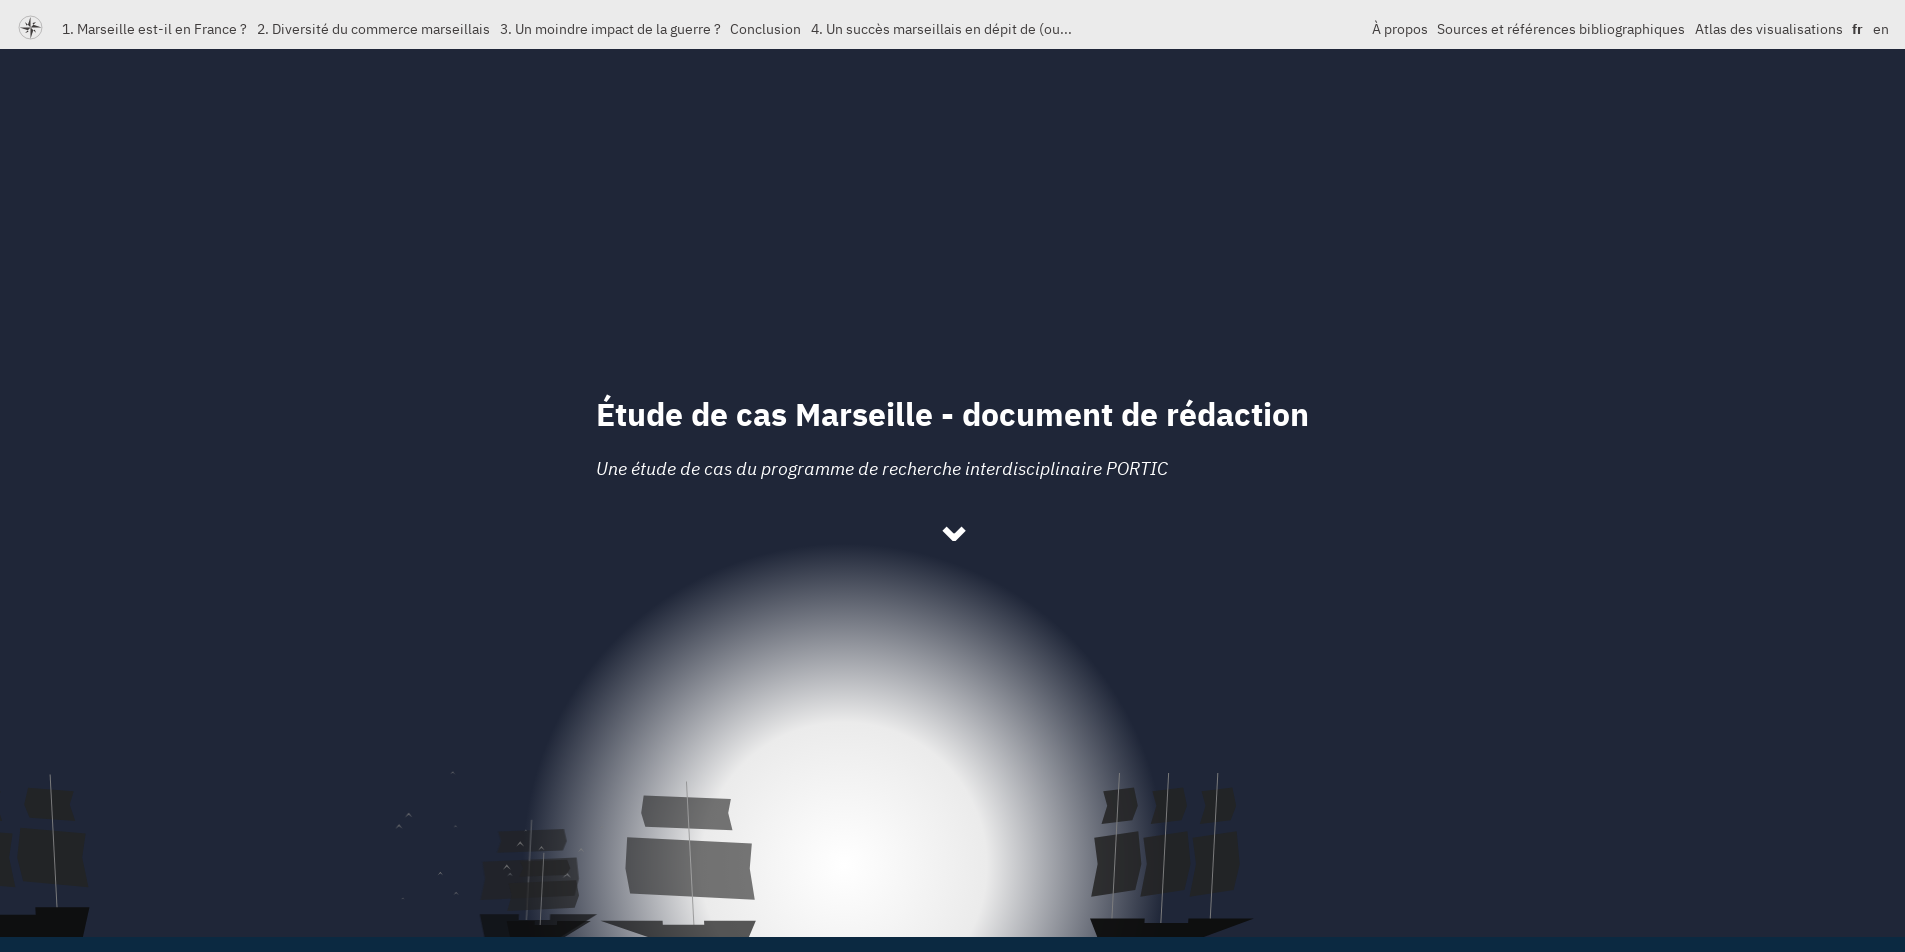 1. Marseille est-il en France ? 2. Diversité du commerce marseillais 3. Un moindre impact de la guerre ? Conclusion 4. Un succès marseillais en dépit de (ou... À propos Sources et références bibliographiques Atlas des visualisations fr en
Étude de cas Marseille - document de rédaction
Une étude de cas du programme de recherche interdisciplinaire PORTIC